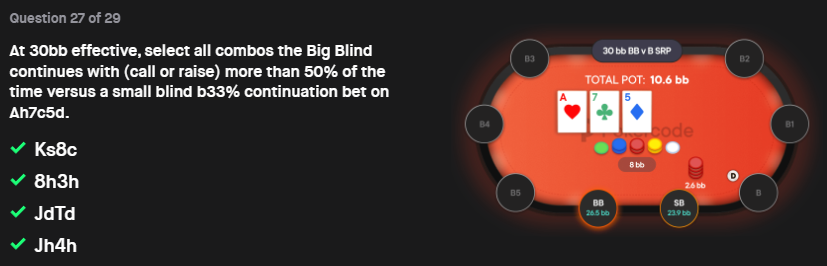 Question 27 of 29
At 30bb effective, select all combos the Big Blind
continues with (call or raise) more than 50% of the
time versus a small blind b33% continuation bet on
Ah7c5d.
Ks8c
8h3h
JdTd
Jh4h
30 bb BB v B SRP
B3
B2
TOTAL POT: 10.6 bb
A
7
5
B4
B1
8 bb
2.6 bb
D
B5
BB
26.5 bb
SB
23.9 bb
B